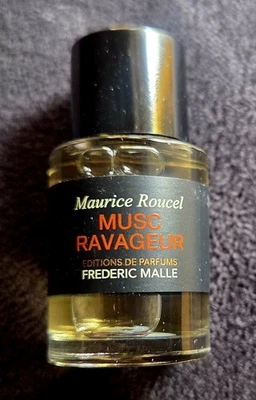 Maurice Roucel
MUSC
RAVAGEUR
EDITIONS DE PARFUMS
FREDERIC MALLE